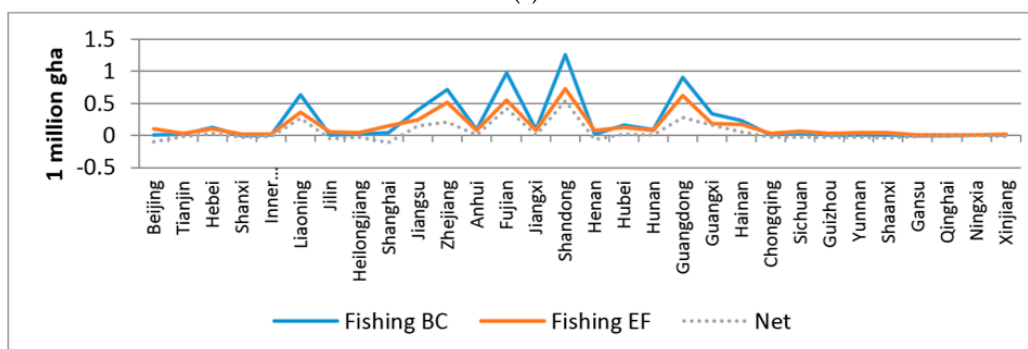 1 million gha
1.5
1
0.5
0
-0.5
Beijing
Tianjin
Hebei
Shanxi
Inner…
Liaoning
Jilin
Heilongjiang
Shanghai
Jiangsu
Zhejiang
Anhui
Fujian
Jiangxi
Shandong
Henan
Hubei
Hunan
Guangdong
Guangxi
Hainan
Chongqing
Sichuan
Guizhou
Yunnan
Shaanxi
Gansu
Qinghai
Ningxia
Xinjiang
Fishing BC Fishing EF Net